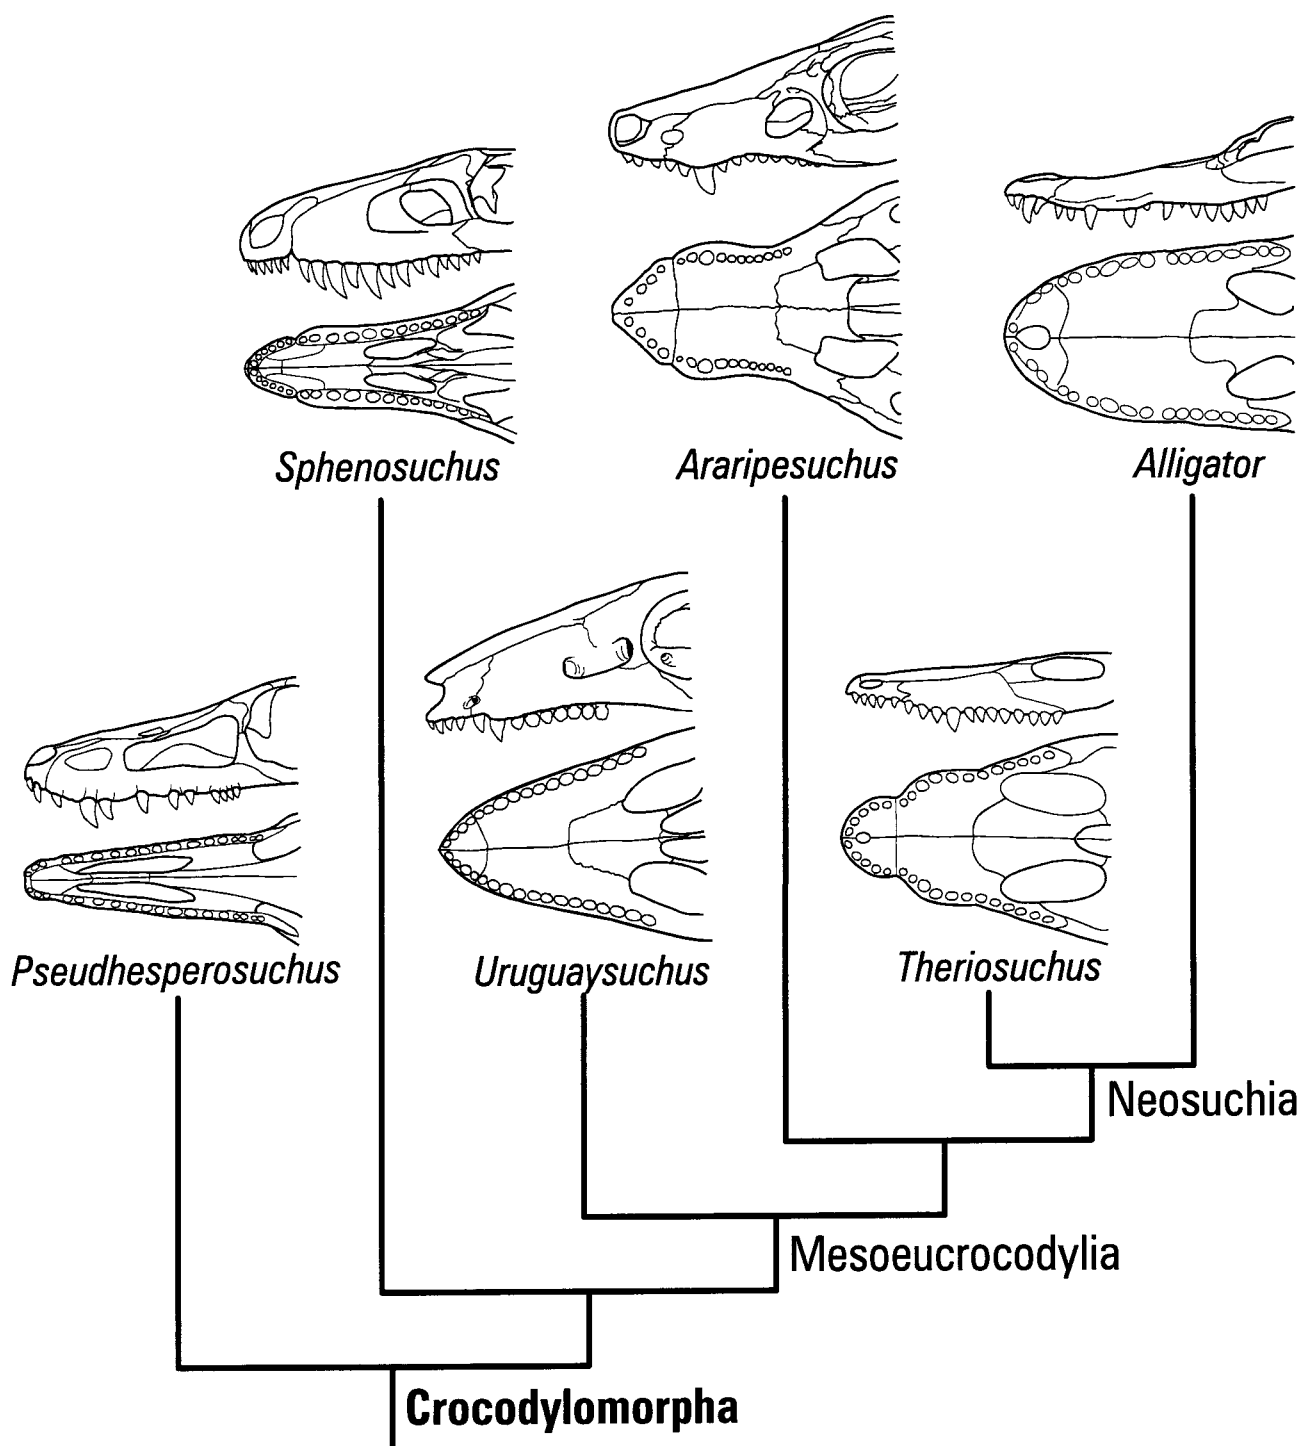 Sphenosuchus
Araripesuchus
Alligator
Pseudhesperosuchus
Uruguaysuchus
Theriosuchus
Neosuchia
Mesoeucrocodylia
Crocodylomorpha